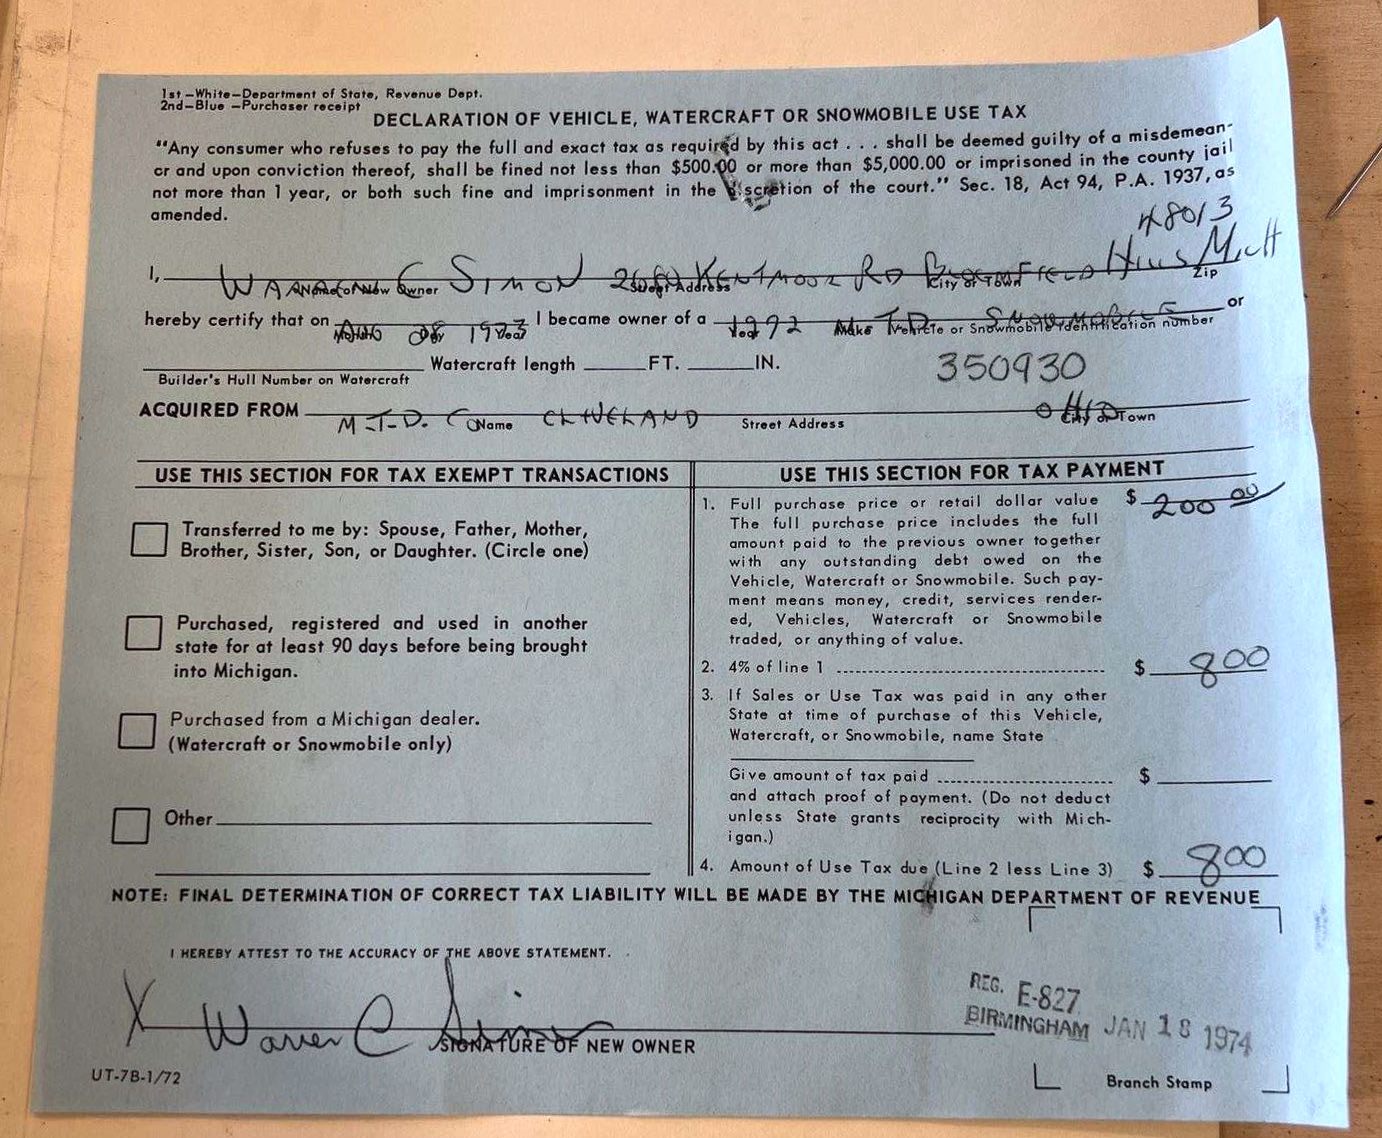 1st—White—Department of State, Revenue Dept.
2nd—Blue —Purchaser receipt
DECLARATION OF VEHICLE, WATERCRAFT OR SNOWMOBILE USE TAX
"Any consumer who refuses to pay the full and exact tax as required by this act . . . shall be deemed guilty of a misdemean-
or and upon conviction thereof, shall be fined not less than $500.00 or more than $5,000.00 or imprisoned in the county jail
not more than 1 year, or both such fine and imprisonment in the discretion of the court." Sec. 18, Act 94, P.A. 1937, as
amended.
48013
I, C SIMON KENTMOOR RD BLOOMFIELD HILLS MICH
Name of New Owner Street Address City or Town Zip
hereby certify that on AUG 08 1973 I became owner of a SNOWMOBILE or
Day Year Year Make Vehicle or Snowmobile Identification number
Watercraft length FT. IN. 350930
Builder's Hull Number on Watercraft
ACQUIRED FROM M.T.D. Co CLEVELAND OHIO
Name Street Address City or Town
USE THIS SECTION FOR TAX EXEMPT TRANSACTIONS
Transferred to me by: Spouse, Father, Mother,
Brother, Sister, Son, or Daughter. (Circle one)
Purchased, registered and used in another
state for at least 90 days before being brought
into Michigan.
Purchased from a Michigan dealer.
(Watercraft or Snowmobile only)
Other
USE THIS SECTION FOR TAX PAYMENT
1. Full purchase price or retail dollar value $ 200 00
The full purchase price includes the full
amount paid to the previous owner together
with any outstanding debt owed on the
Vehicle, Watercraft or Snowmobile. Such pay-
ment means money, credit, services render-
ed, Vehicles, Watercraft or Snowmobile
traded, or anything of value.
2. 4% of line 1 $ 8 00
3. If Sales or Use Tax was paid in any other
State at time of purchase of this Vehicle,
Watercraft, or Snowmobile, name State
Give amount of tax paid $
and attach proof of payment. (Do not deduct
unless State grants reciprocity with Mich-
igan.)
4. Amount of Use Tax due (Line 2 less Line 3) $ 8 00
NOTE: FINAL DETERMINATION OF CORRECT TAX LIABILITY WILL BE MADE BY THE MICHIGAN DEPARTMENT OF REVENUE
I HEREBY ATTEST TO THE ACCURACY OF THE ABOVE STATEMENT.
X Warren C Simon
SIGNATURE OF NEW OWNER
REG. E-827
BIRMINGHAM JAN 18 1974
UT-7B-1/72
Branch Stamp